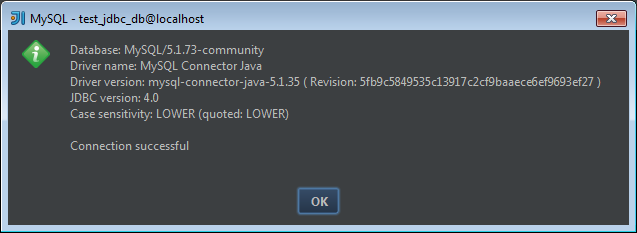 MySQL - test_jdbc_db@localhost
Database: MySQL/5.1.73-community
Driver name: MySQL Connector Java
Driver version: mysql-connector-java-5.1.35 ( Revision: 5fb9c5849535c13917c2cf9baaece6ef9693ef27 )
JDBC version: 4.0
Case sensitivity: LOWER (quoted: LOWER)
Connection successful
OK